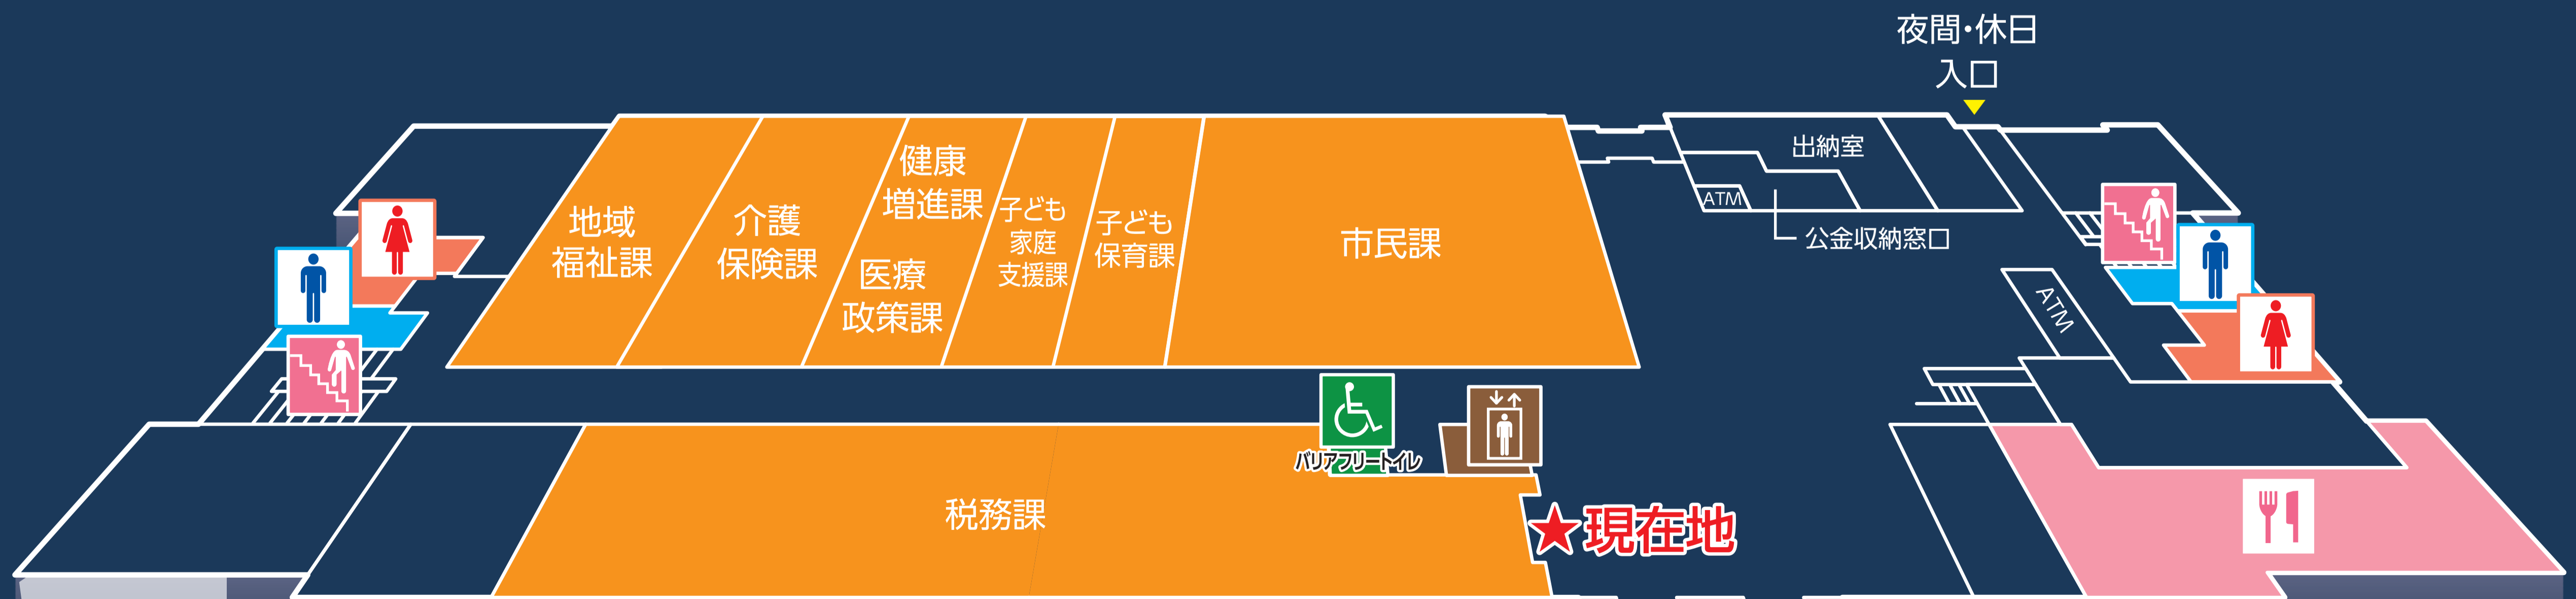 夜間・休日
入口
出納室
ATM
公金収納窓口
ATM
地域
福祉課
介護
保険課
健康
増進課
医療
政策課
子ども
家庭
支援課
子ども
保育課
市民課
バリアフリートイレ
税務課
★現在地